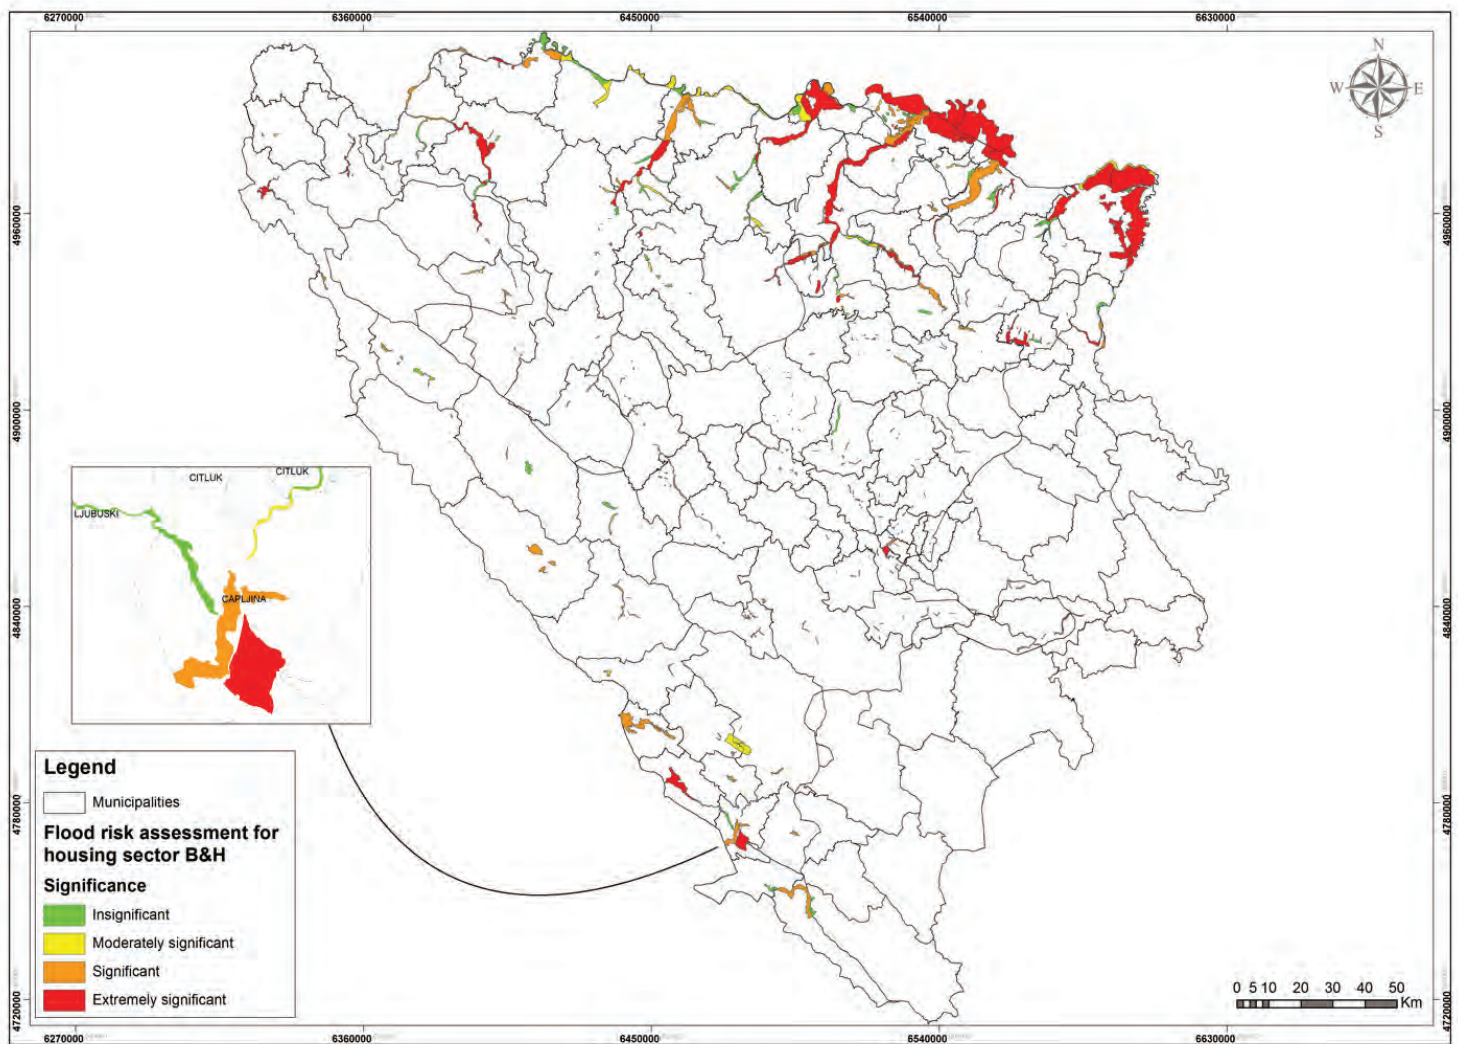 6270000 6360000 6450000 6540000 6630000
N
W E
S
4960000 4960000
4900000 4900000
CITLUK
CITLUK
LJUBUSKI
CAPLJINA
4840000 4840000
Legend
Municipalities
Flood risk assessment for
housing sector B&H
Significance
Insignificant
Moderately significant
Significant
Extremely significant
4780000 4780000
0 5 10 20 30 40 50
Km
4720000 4720000
6270000 6360000 6450000 6540000 6630000